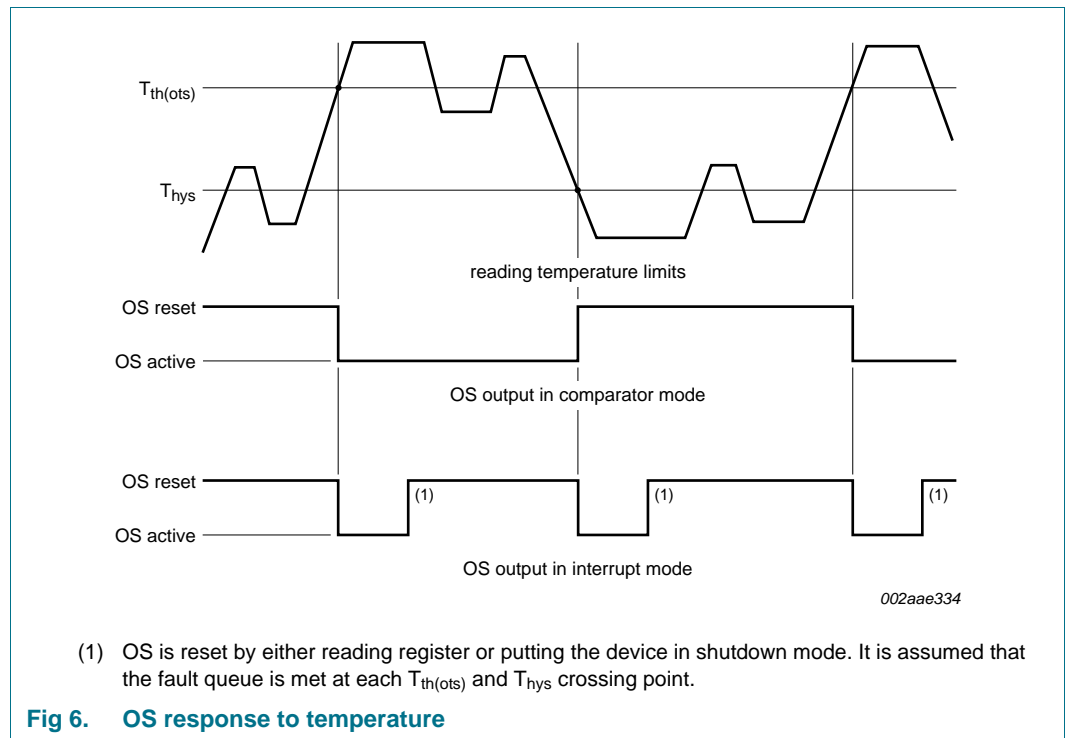 Tth(ots)
Thys
reading temperature limits
OS reset
OS active
OS output in comparator mode
OS reset
(1) (1) (1)
OS active
OS output in interrupt mode
002aae334
(1) OS is reset by either reading register or putting the device in shutdown mode. It is assumed that
the fault queue is met at each Tth(ots) and Thys crossing point.
Fig 6. OS response to temperature